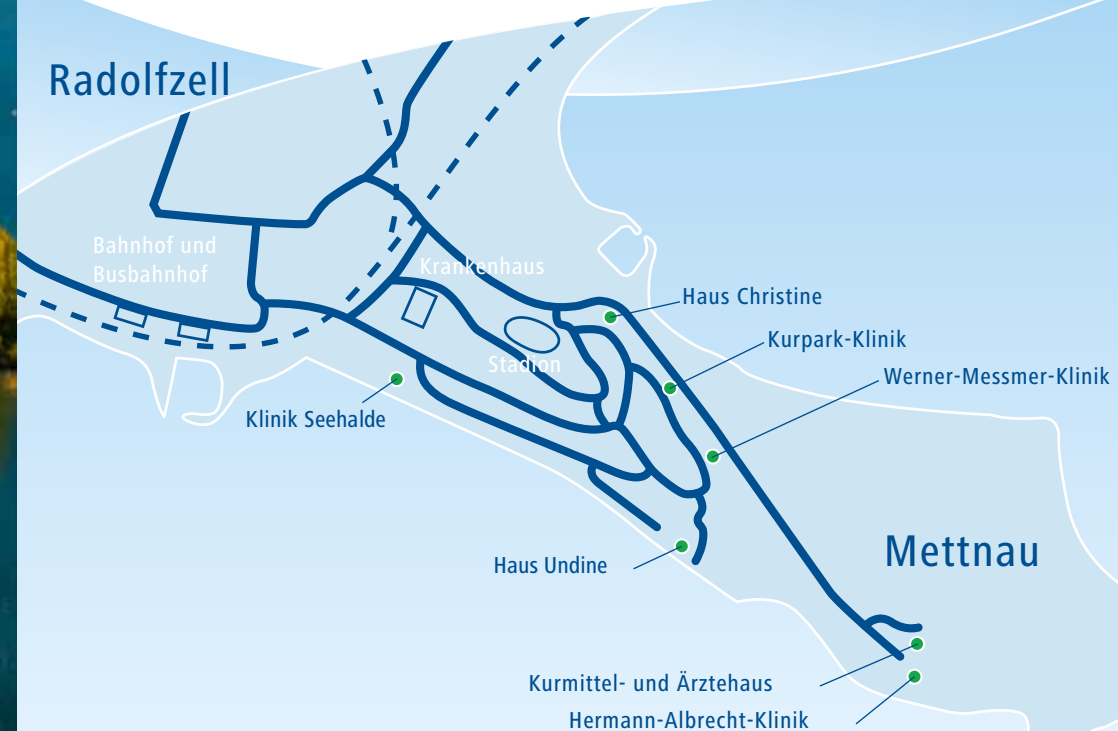 Radolfzell
Bahnhof und
Busbahnhof
Krankenhaus
Haus Christine
Kurpark-Klinik
Stadion
Werner-Messmer-Klinik
Klinik Seehalde
Mettnau
Haus Undine
Kurmittel- und Ärztehaus
Hermann-Albrecht-Klinik